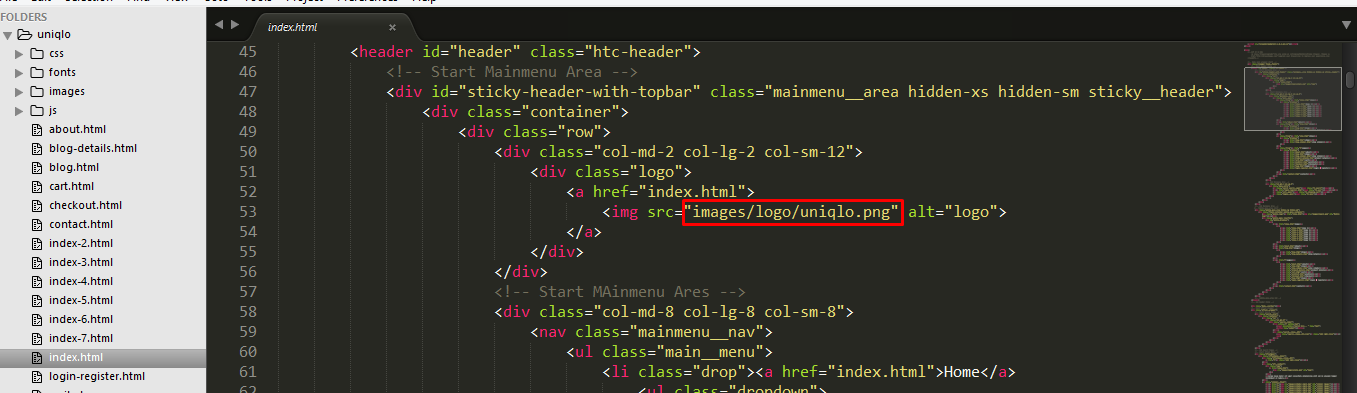 FOLDERS
uniqlo
css
fonts
images
js
about.html
blog-details.html
blog.html
cart.html
checkout.html
contact.html
index-2.html
index-3.html
index-4.html
index-5.html
index-6.html
index-7.html
index.html
login-register.html
index.html ×
45 <header id="header" class="htc-header">
46 <!-- Start Mainmenu Area -->
47 <div id="sticky-header-with-topbar" class="mainmenu__area hidden-xs hidden-sm sticky__header">
48 <div class="container">
49 <div class="row">
50 <div class="col-md-2 col-lg-2 col-sm-12">
51 <div class="logo">
52 <a href="index.html">
53 <img src="images/logo/uniqlo.png" alt="logo">
54 </a>
55 </div>
56 </div>
57 <!-- Start MAinmenu Ares -->
58 <div class="col-md-8 col-lg-8 col-sm-8">
59 <nav class="mainmenu__nav">
60 <ul class="main__menu">
61 <li class="drop"><a href="index.html">Home</a>
62 <ul class="dropdown">